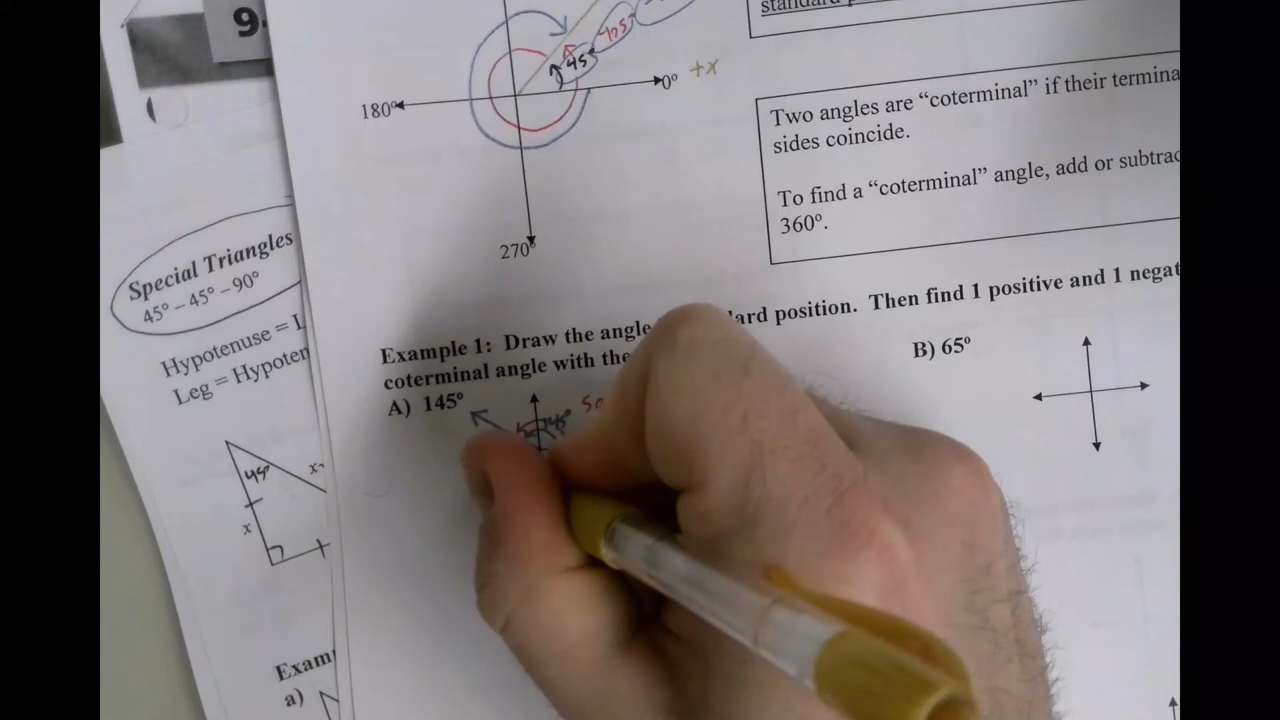 9.
standard
45°
405°
0°
+x
180°
270°
Two angles are “coterminal” if their termina
sides coincide.
To find a “coterminal” angle, add or subtrac
360°.
Special Triangles
45° – 45° – 90°
Hypotenuse = L
Leg = Hypoten
45°
x
x
Exam
a)
Example 1: Draw the angle ard position. Then find 1 positive and 1 negat
coterminal angle with the
A) 145°
145°
B) 65°